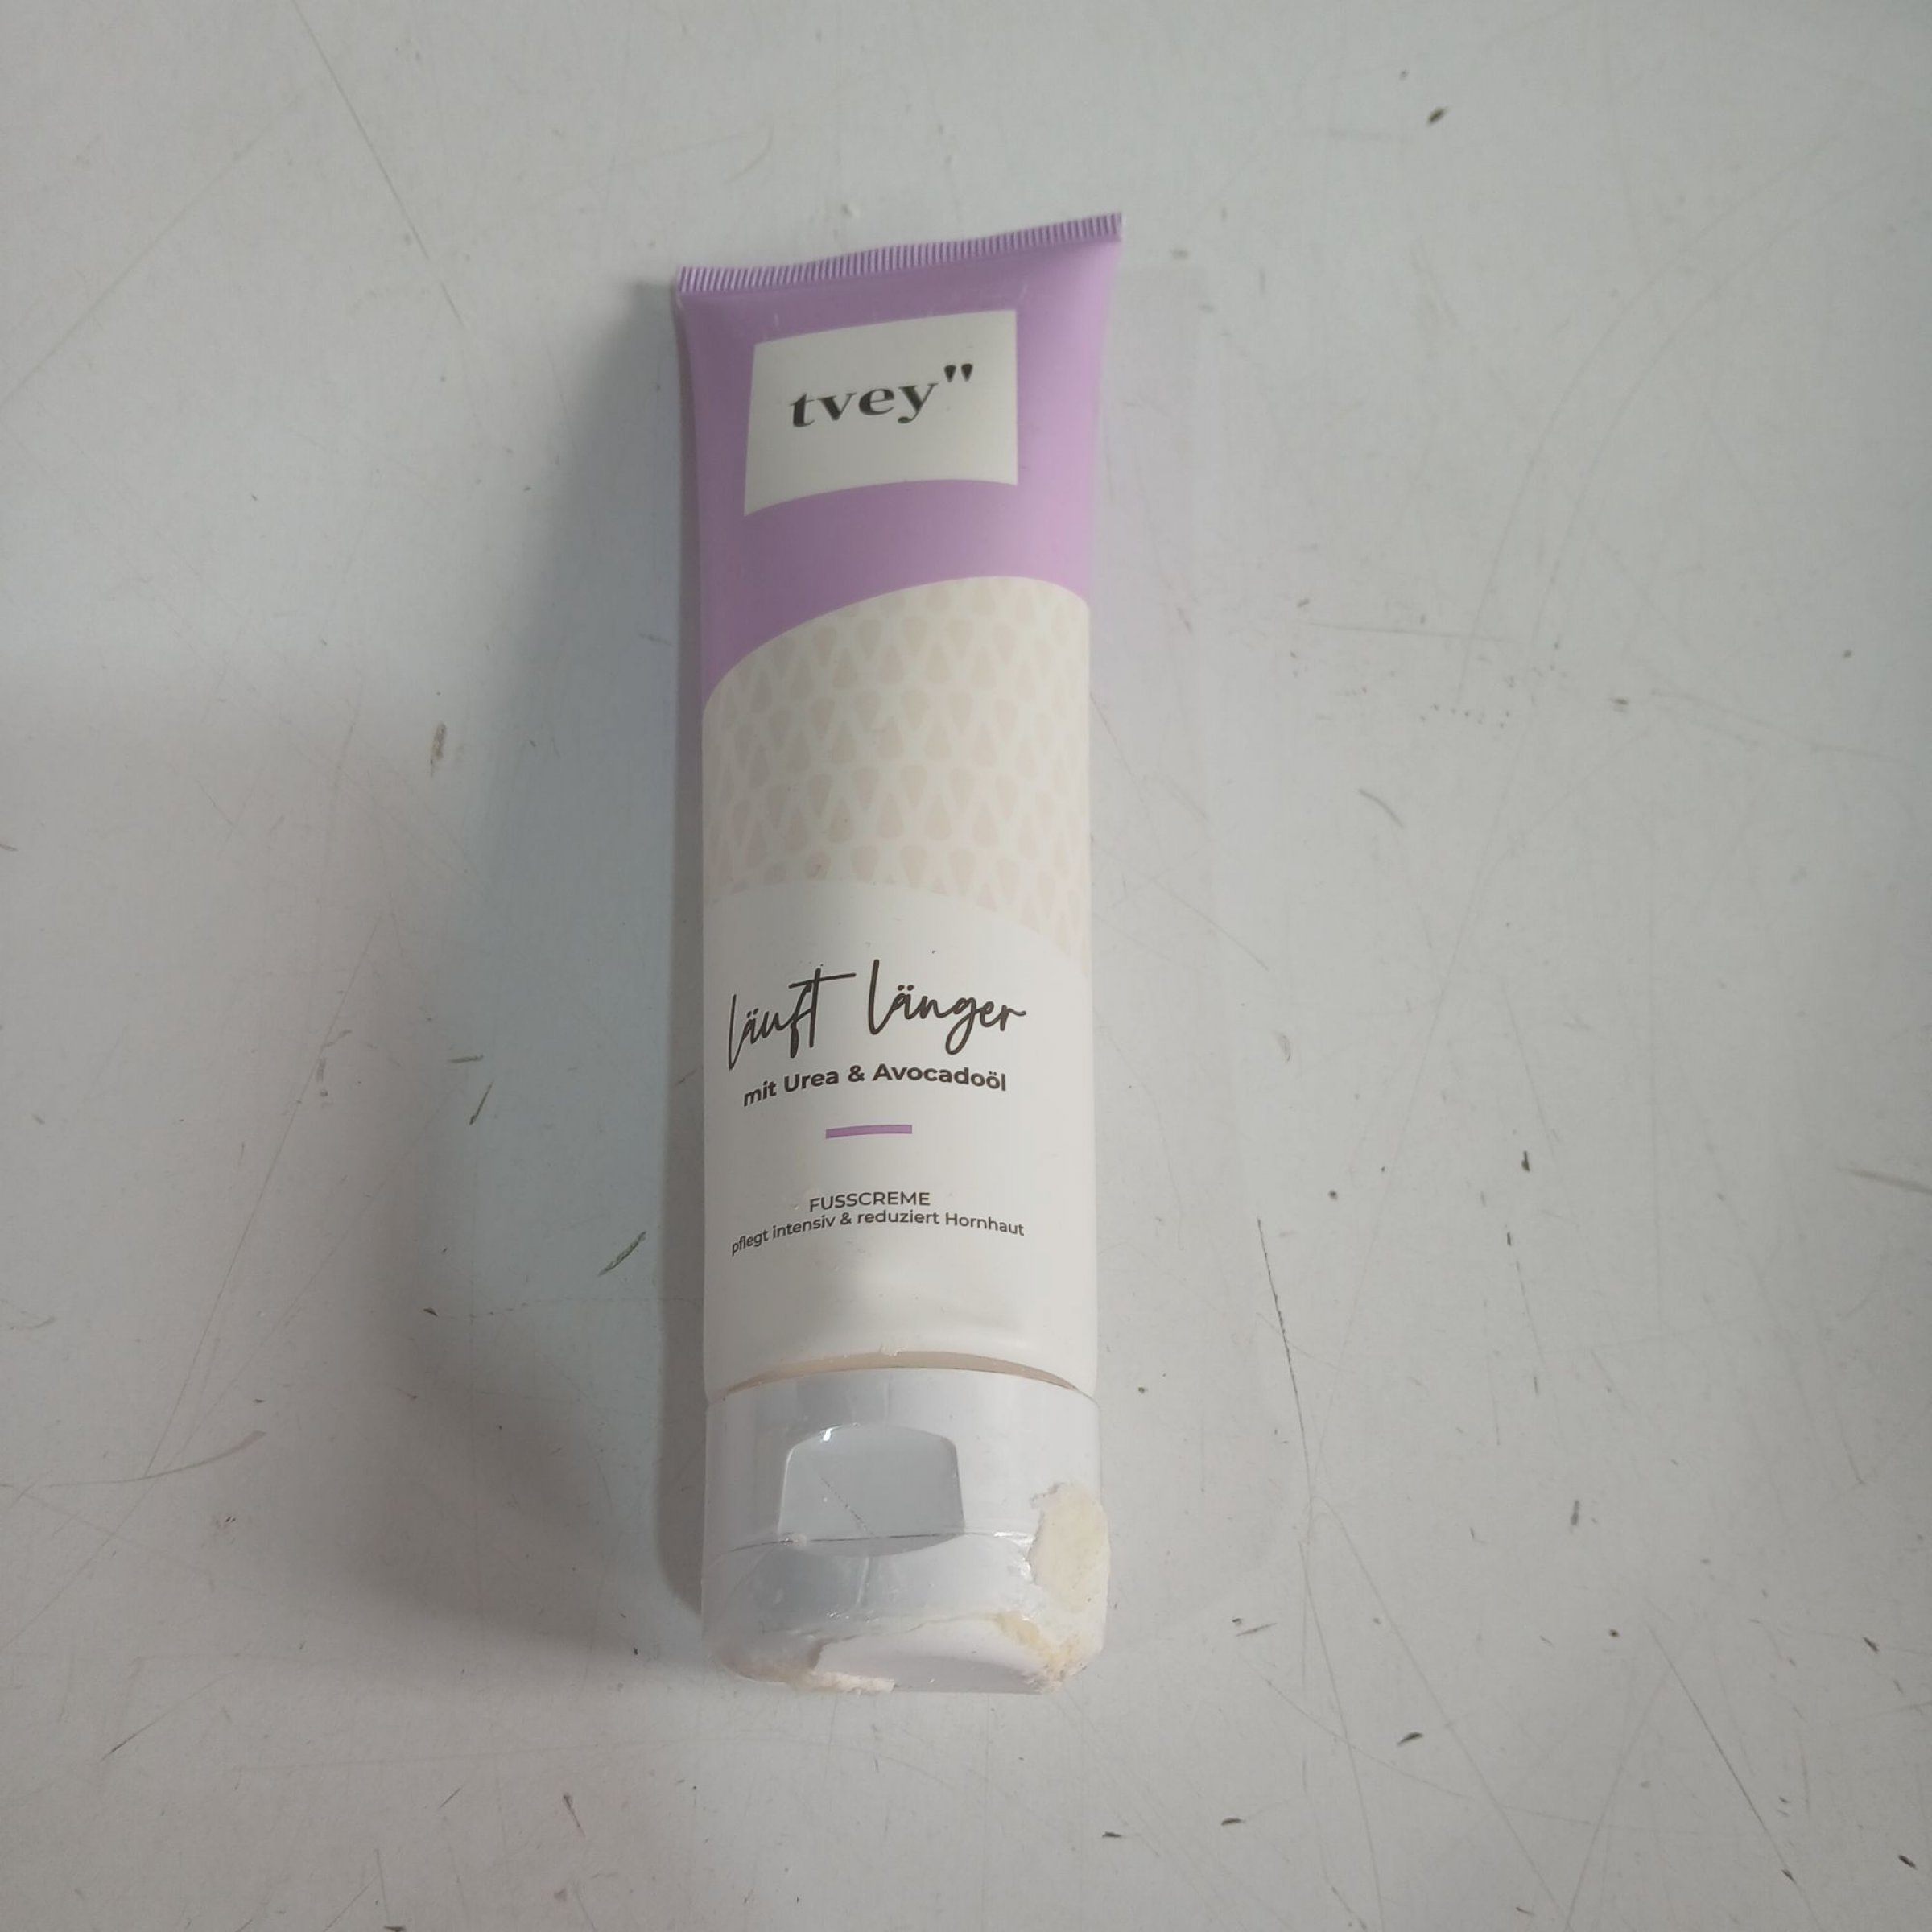 tvey"
läuft länger
mit Urea & Avocadoöl
FUSSCREME
pflegt intensiv & reduziert Hornhaut